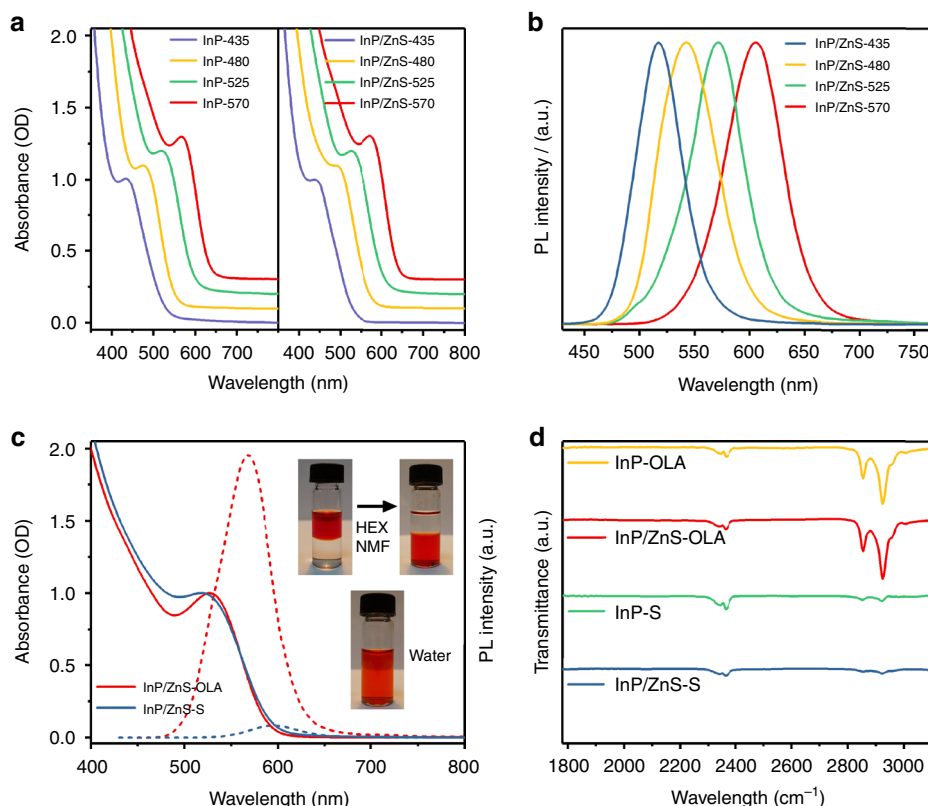 a
2.0
1.5
1.0
0.5
0.0
Absorbance (OD)
InP-435
InP-480
InP-525
InP-570
InP/ZnS-435
InP/ZnS-480
InP/ZnS-525
InP/ZnS-570
400 500 600 700 400 500 600 700 800
Wavelength (nm)
b
PL intensity / (a.u.)
InP/ZnS-435
InP/ZnS-480
InP/ZnS-525
InP/ZnS-570
450 500 550 600 650 700 750
Wavelength (nm)
c
2.0
1.5
1.0
0.5
0.0
Absorbance (OD)
HEX
NMF
Water
InP/ZnS-OLA
InP/ZnS-S
PL intensity (a.u.)
400 500 600 700 800
Wavelength (nm)
d
Transmittance (a.u.)
InP-OLA
InP/ZnS-OLA
InP-S
InP/ZnS-S
1800 2000 2200 2400 2600 2800 3000
Wavelength (cm⁻¹)